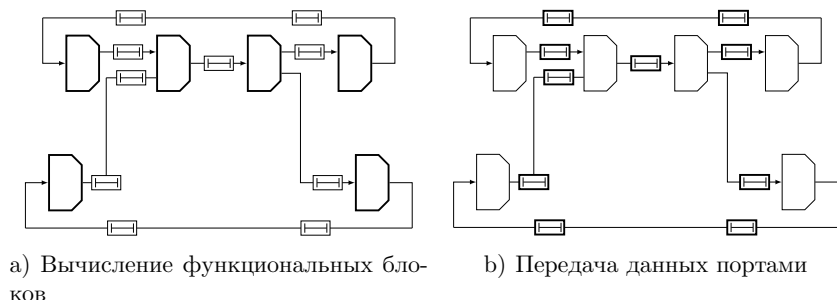 a) Вычисление функциональных бло-
ков
b) Передача данных портами